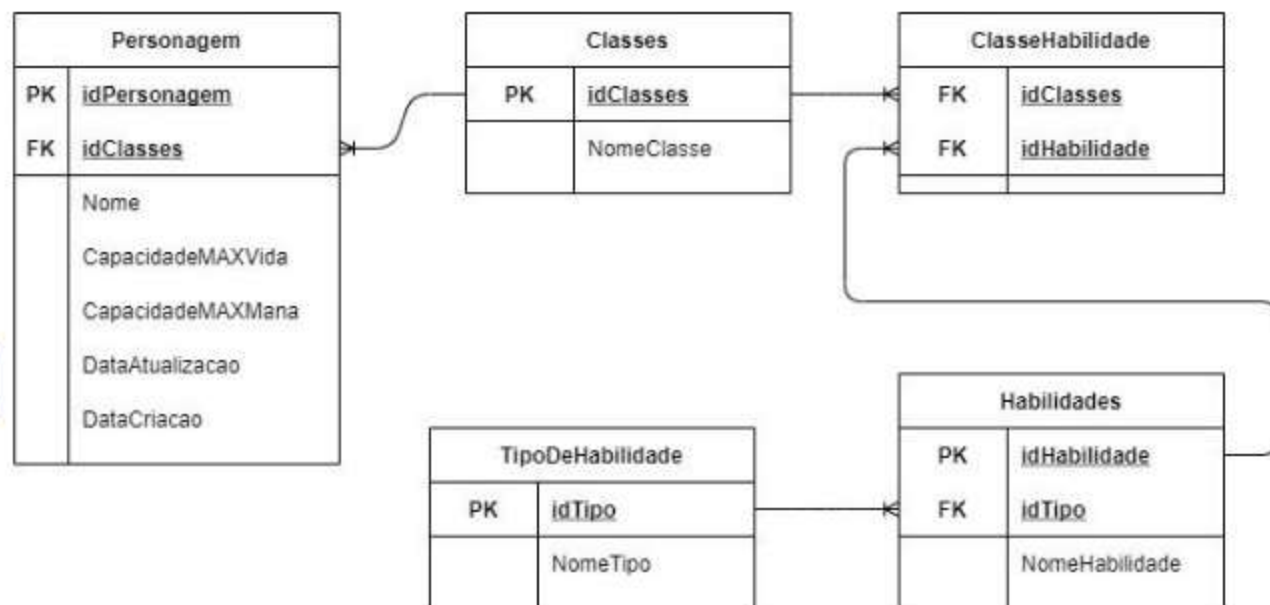 Personagem
PK idPersonagem
FK idClasses
Nome
CapacidadeMAXVida
CapacidadeMAXMana
DataAtualizacao
DataCriacao
Classes
PK idClasses
NomeClasse
ClasseHabilidade
FK idClasses
FK idHabilidade
TipoDeHabilidade
PK idTipo
NomeTipo
Habilidades
PK idHabilidade
FK idTipo
NomeHabilidade